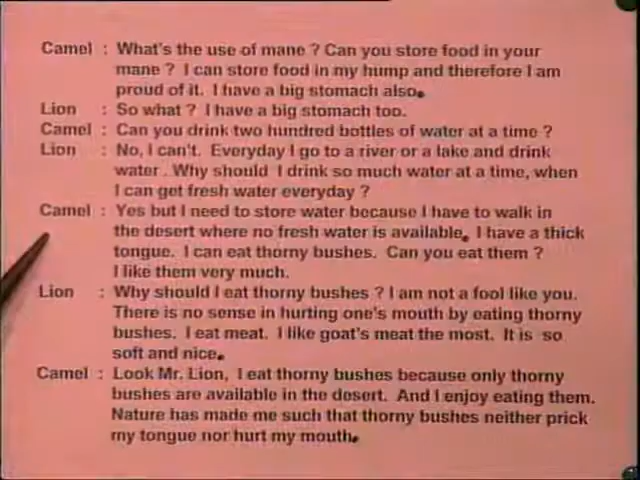 Camel : What's the use of mane ? Can you store food in your
mane ? I can store food in my hump and therefore I am
proud of it. I have a big stomach also.
Lion : So what ? I have a big stomach too.
Camel : Can you drink two hundred bottles of water at a time ?
Lion : No, I can't. Everyday I go to a river or a lake and drink
water . Why should I drink so much water at a time, when
I can get fresh water everyday ?
Camel : Yes but I need to store water because I have to walk in
the desert where no fresh water is available. I have a thick
tongue. I can eat thorny bushes. Can you eat them ?
I like them very much.
Lion : Why should I eat thorny bushes ? I am not a fool like you.
There is no sense in hurting one's mouth by eating thorny
bushes. I eat meat. I like goat's meat the most. It is so
soft and nice.
Camel : Look Mr. Lion, I eat thorny bushes because only thorny
bushes are available in the desert. And I enjoy eating them.
Nature has made me such that thorny bushes neither prick
my tongue nor hurt my mouth.